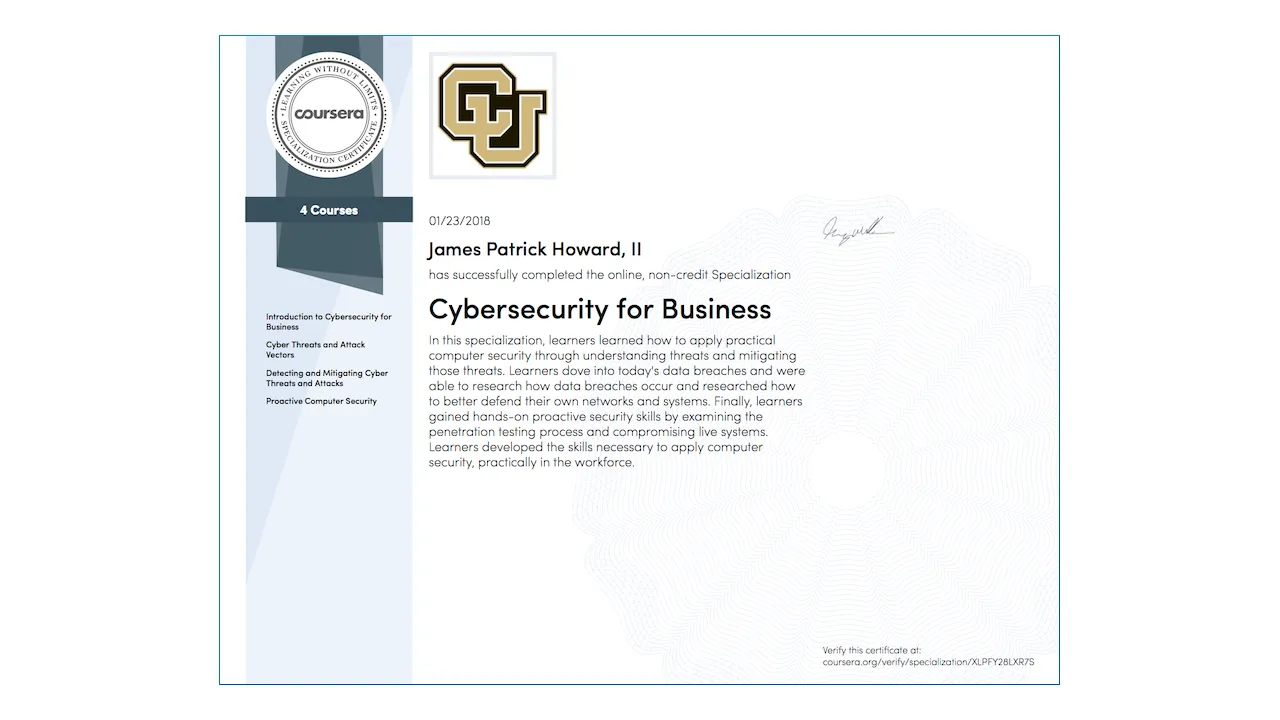 LEARNING WITHOUT LIMITS
coursera
SPECIALIZATION CERTIFICATE
4 Courses
Introduction to Cybersecurity for
Business
Cyber Threats and Attack
Vectors
Detecting and Mitigating Cyber
Threats and Attacks
Proactive Computer Security
CU
01/23/2018
James Patrick Howard, II
has successfully completed the online, non-credit Specialization
Cybersecurity for Business
In this specialization, learners learned how to apply practical
computer security through understanding threats and mitigating
those threats. Learners dove into today's data breaches and were
able to research how data breaches occur and researched how
to better defend their own networks and systems. Finally, learners
gained hands-on proactive security skills by examining the
penetration testing process and compromising live systems.
Learners developed the skills necessary to apply computer
security, practically in the workforce.
Verify this certificate at:
coursera.org/verify/specialization/XLPFY28LXR7S